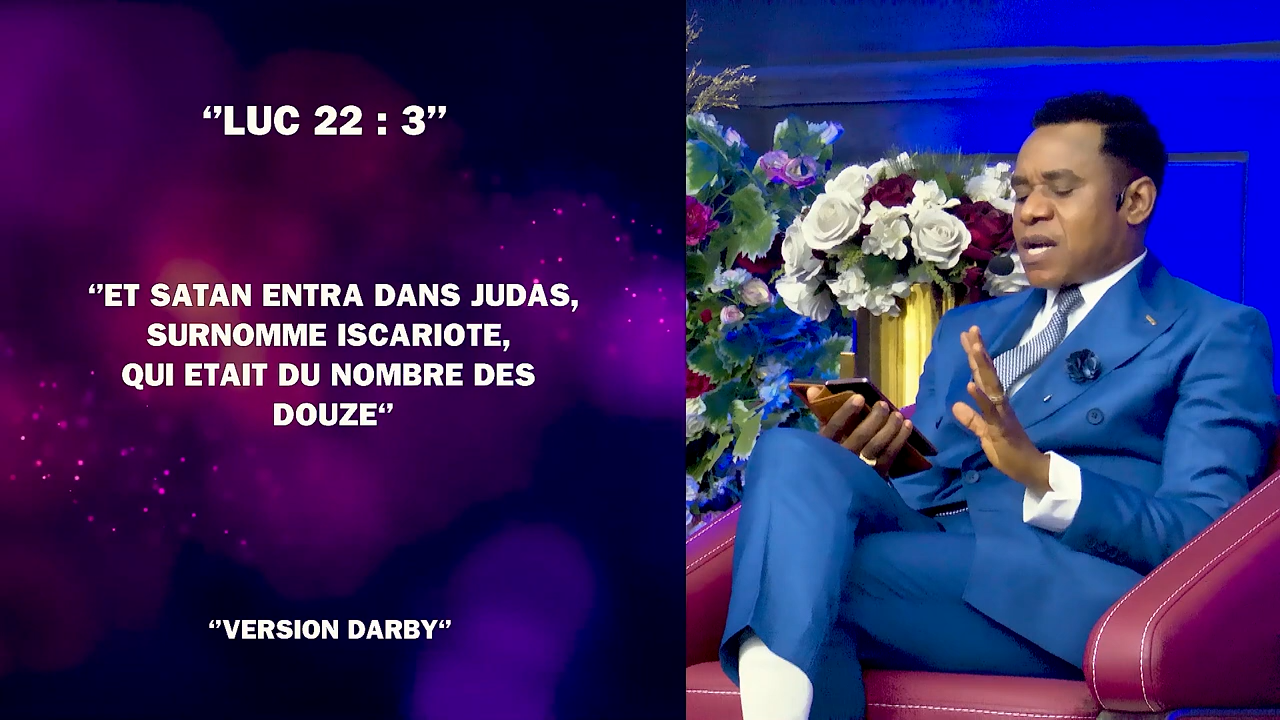 ‘’LUC 22 : 3’’
‘’ET SATAN ENTRA DANS JUDAS,
SURNOMME ISCARIOTE,
QUI ETAIT DU NOMBRE DES
DOUZE‘’
‘’VERSION DARBY‘’